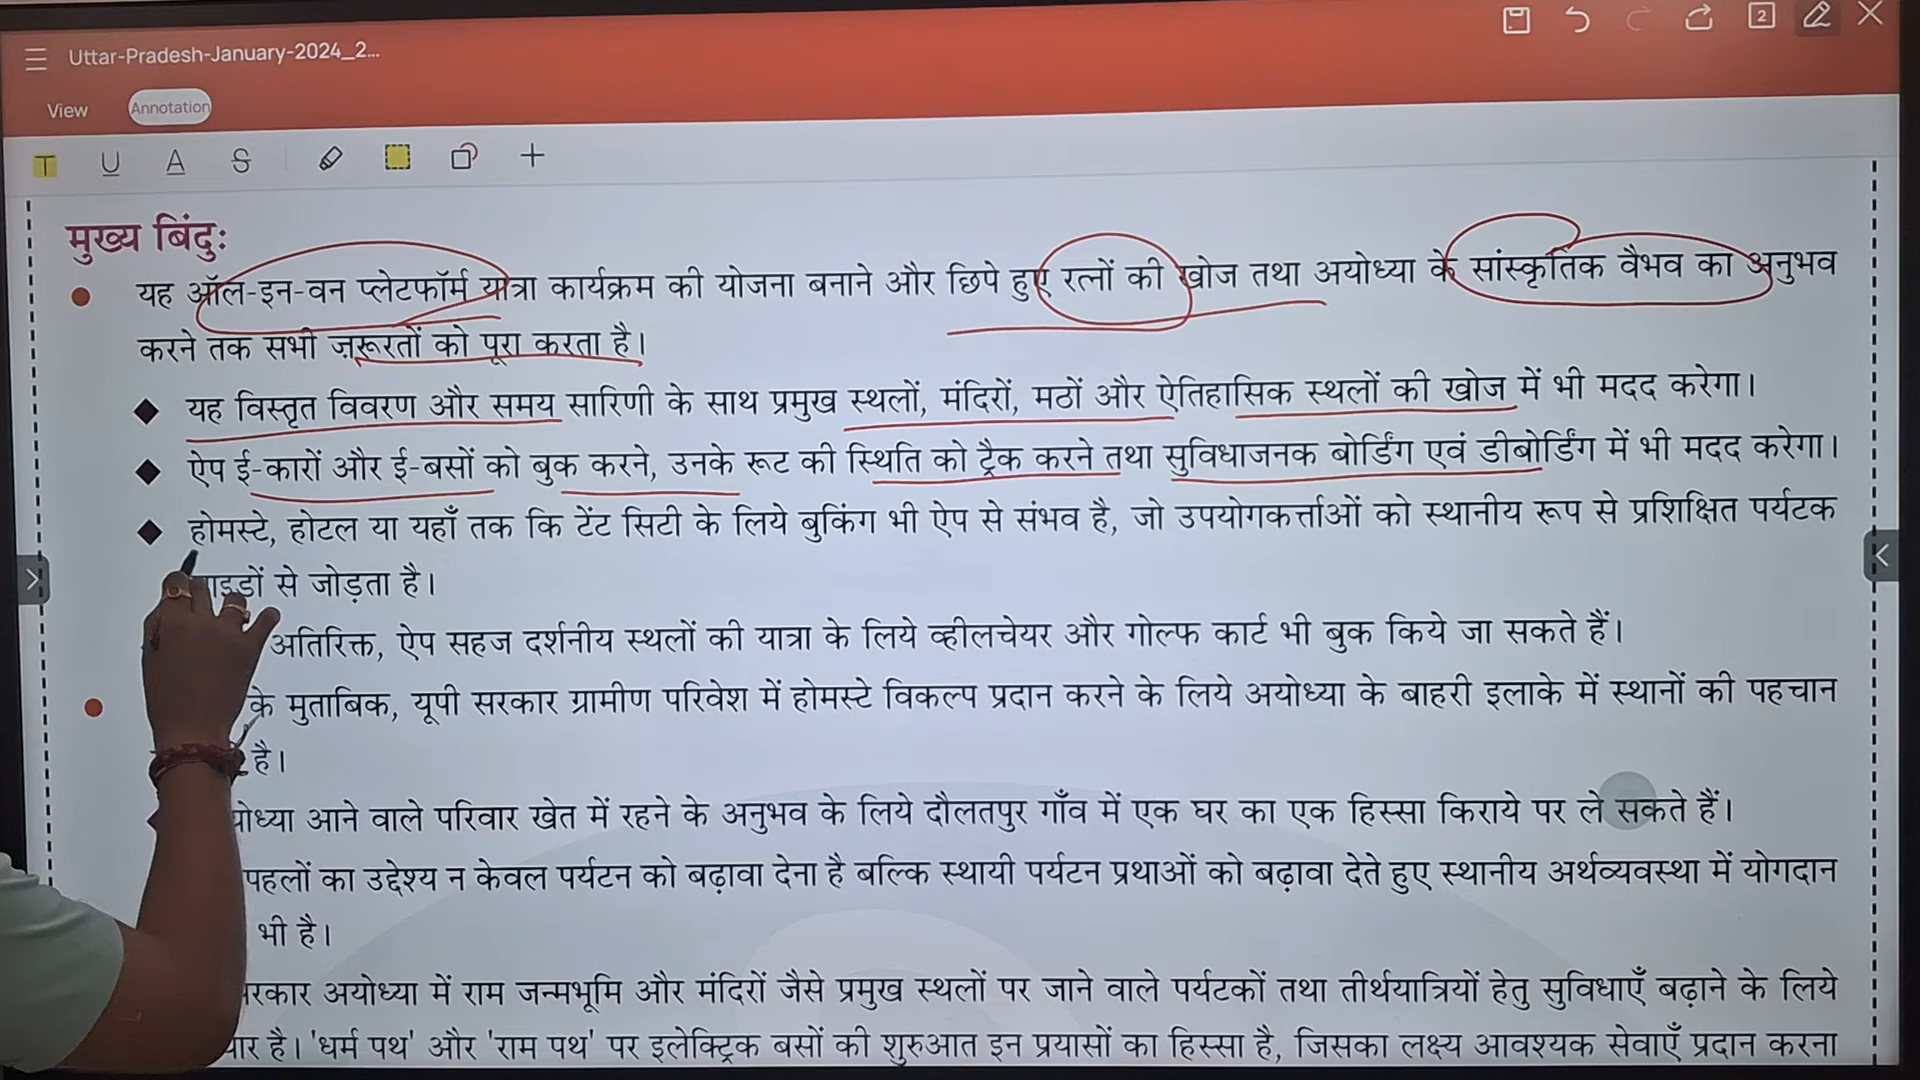 Uttar-Pradesh-January-2024_2...
2
View
Annotation
T U A S
मुख्य बिंदुः
यह ऑल-इन-वन प्लेटफॉर्म यात्रा कार्यक्रम की योजना बनाने और छिपे हुए रत्नों की खोज तथा अयोध्या के सांस्कृतिक वैभव का अनुभव
करने तक सभी ज़रूरतों को पूरा करता है।
यह विस्तृत विवरण और समय सारिणी के साथ प्रमुख स्थलों, मंदिरों, मठों और ऐतिहासिक स्थलों की खोज में भी मदद करेगा।
ऐप ई-कारों और ई-बसों को बुक करने, उनके रूट की स्थिति को ट्रैक करने तथा सुविधाजनक बोर्डिंग एवं डीबोर्डिंग में भी मदद करेगा।
होमस्टे, होटल या यहाँ तक कि टेंट सिटी के लिये बुकिंग भी ऐप से संभव है, जो उपयोगकर्त्ताओं को स्थानीय रूप से प्रशिक्षित पर्यटक
से जोड़ता है।
अतिरिक्त, ऐप सहज दर्शनीय स्थलों की यात्रा के लिये व्हीलचेयर और गोल्फ कार्ट भी बुक किये जा सकते हैं।
के मुताबिक, यूपी सरकार ग्रामीण परिवेश में होमस्टे विकल्प प्रदान करने के लिये अयोध्या के बाहरी इलाके में स्थानों की पहचान
है।
आने वाले परिवार खेत में रहने के अनुभव के लिये दौलतपुर गाँव में एक घर का एक हिस्सा किराये पर ले सकते हैं।
पहलों का उद्देश्य न केवल पर्यटन को बढ़ावा देना है बल्कि स्थायी पर्यटन प्रथाओं को बढ़ावा देते हुए स्थानीय अर्थव्यवस्था में योगदान
भी है।
अयोध्या में राम जन्मभूमि और मंदिरों जैसे प्रमुख स्थलों पर जाने वाले पर्यटकों तथा तीर्थयात्रियों हेतु सुविधाएँ बढ़ाने के लिये
है। 'धर्म पथ' और 'राम पथ' पर इलेक्ट्रिक बसों की शुरुआत इन प्रयासों का हिस्सा है, जिसका लक्ष्य आवश्यक सेवाएँ प्रदान करना